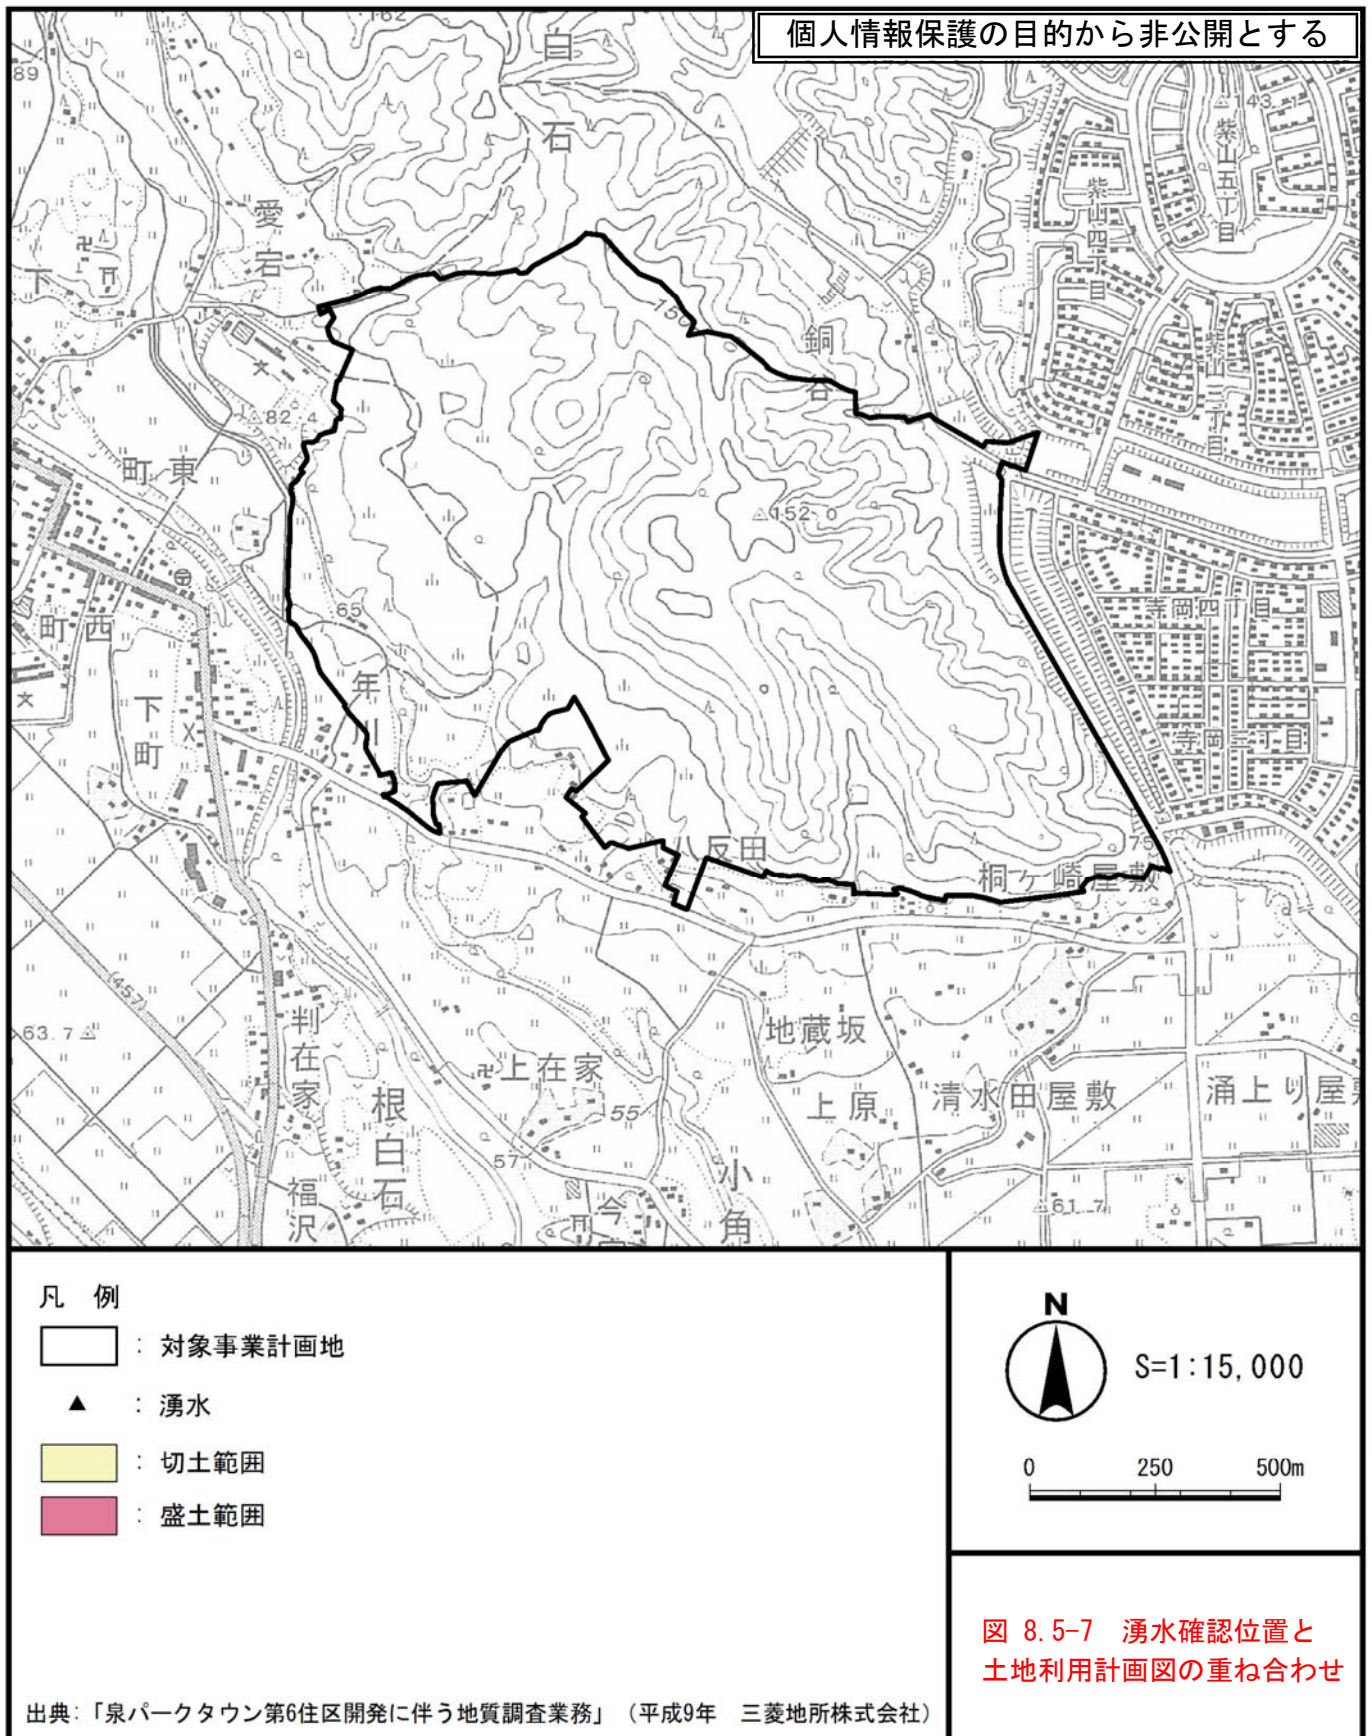 個人情報保護の目的から非公開とする
162
白石
89
143.1
紫山五丁目
紫山四丁目
愛宕
下
150
銅谷
紫山一丁目
82.4
町東
152.0
65
寺岡四丁目
町西
年川
下町
寺岡三丁目
八反田
75
桐ヶ崎屋敷
(457)
63.7
判在家
地蔵坂
上在家
根白石
上原
清水田屋敷
涌上り屋敷
55
57
小角
福沢
今
61.7
凡 例
: 対象事業計画地
▲ : 湧水
: 切土範囲
: 盛土範囲
N
S=1:15,000
0 250 500m
図 8.5-7 湧水確認位置と
土地利用計画図の重ね合わせ
出典:「泉パークタウン第6住区開発に伴う地質調査業務」(平成9年 三菱地所株式会社)